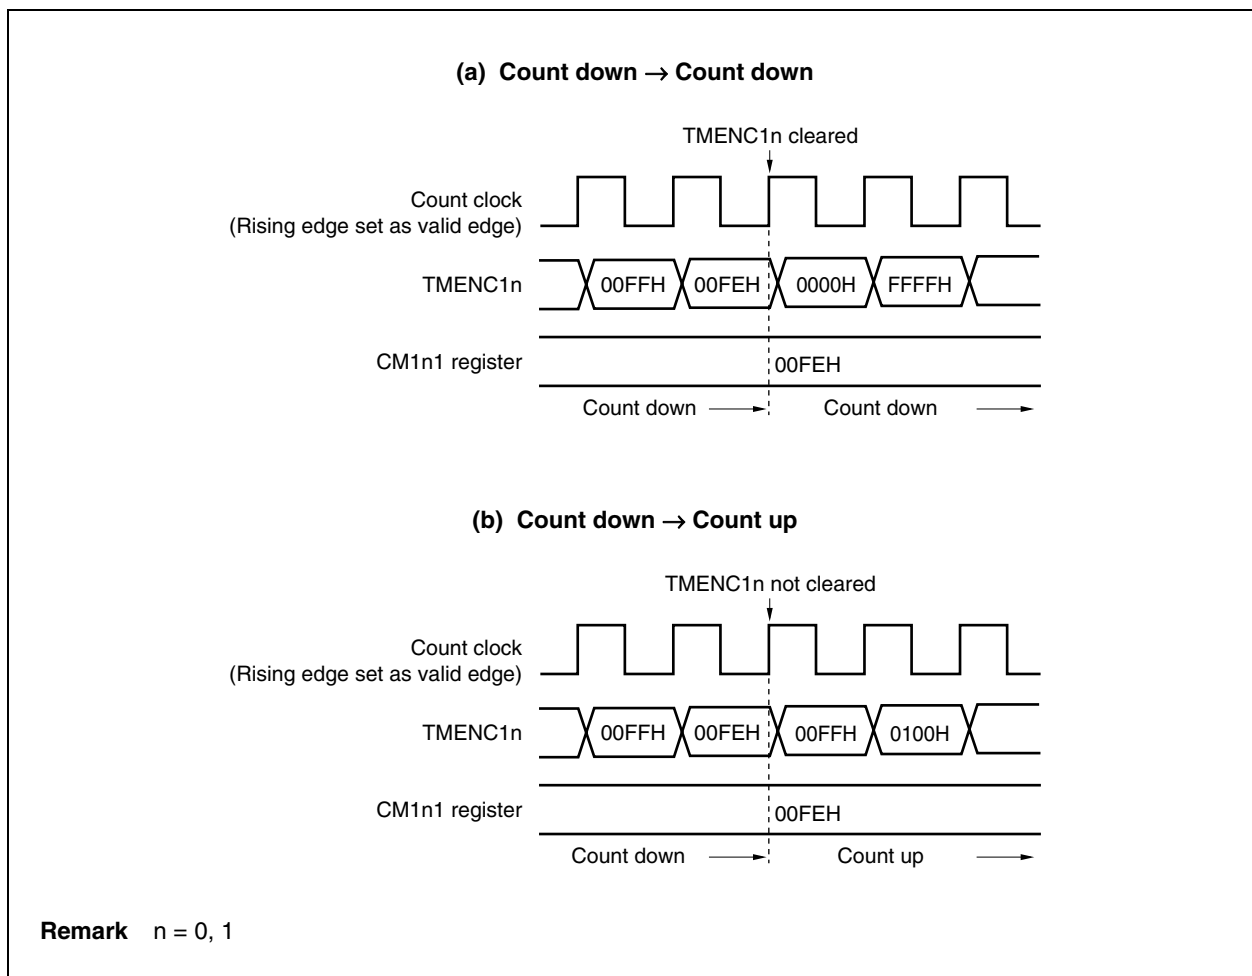 (a) Count down → Count down
TMENC1n cleared
Count clock
(Rising edge set as valid edge)
TMENC1n
00FFH 00FEH 0000H FFFFH
CM1n1 register
00FEH
Count down Count down
(b) Count down → Count up
TMENC1n not cleared
Count clock
(Rising edge set as valid edge)
TMENC1n
00FFH 00FEH 00FFH 0100H
CM1n1 register
00FEH
Count down Count up
Remark n = 0, 1